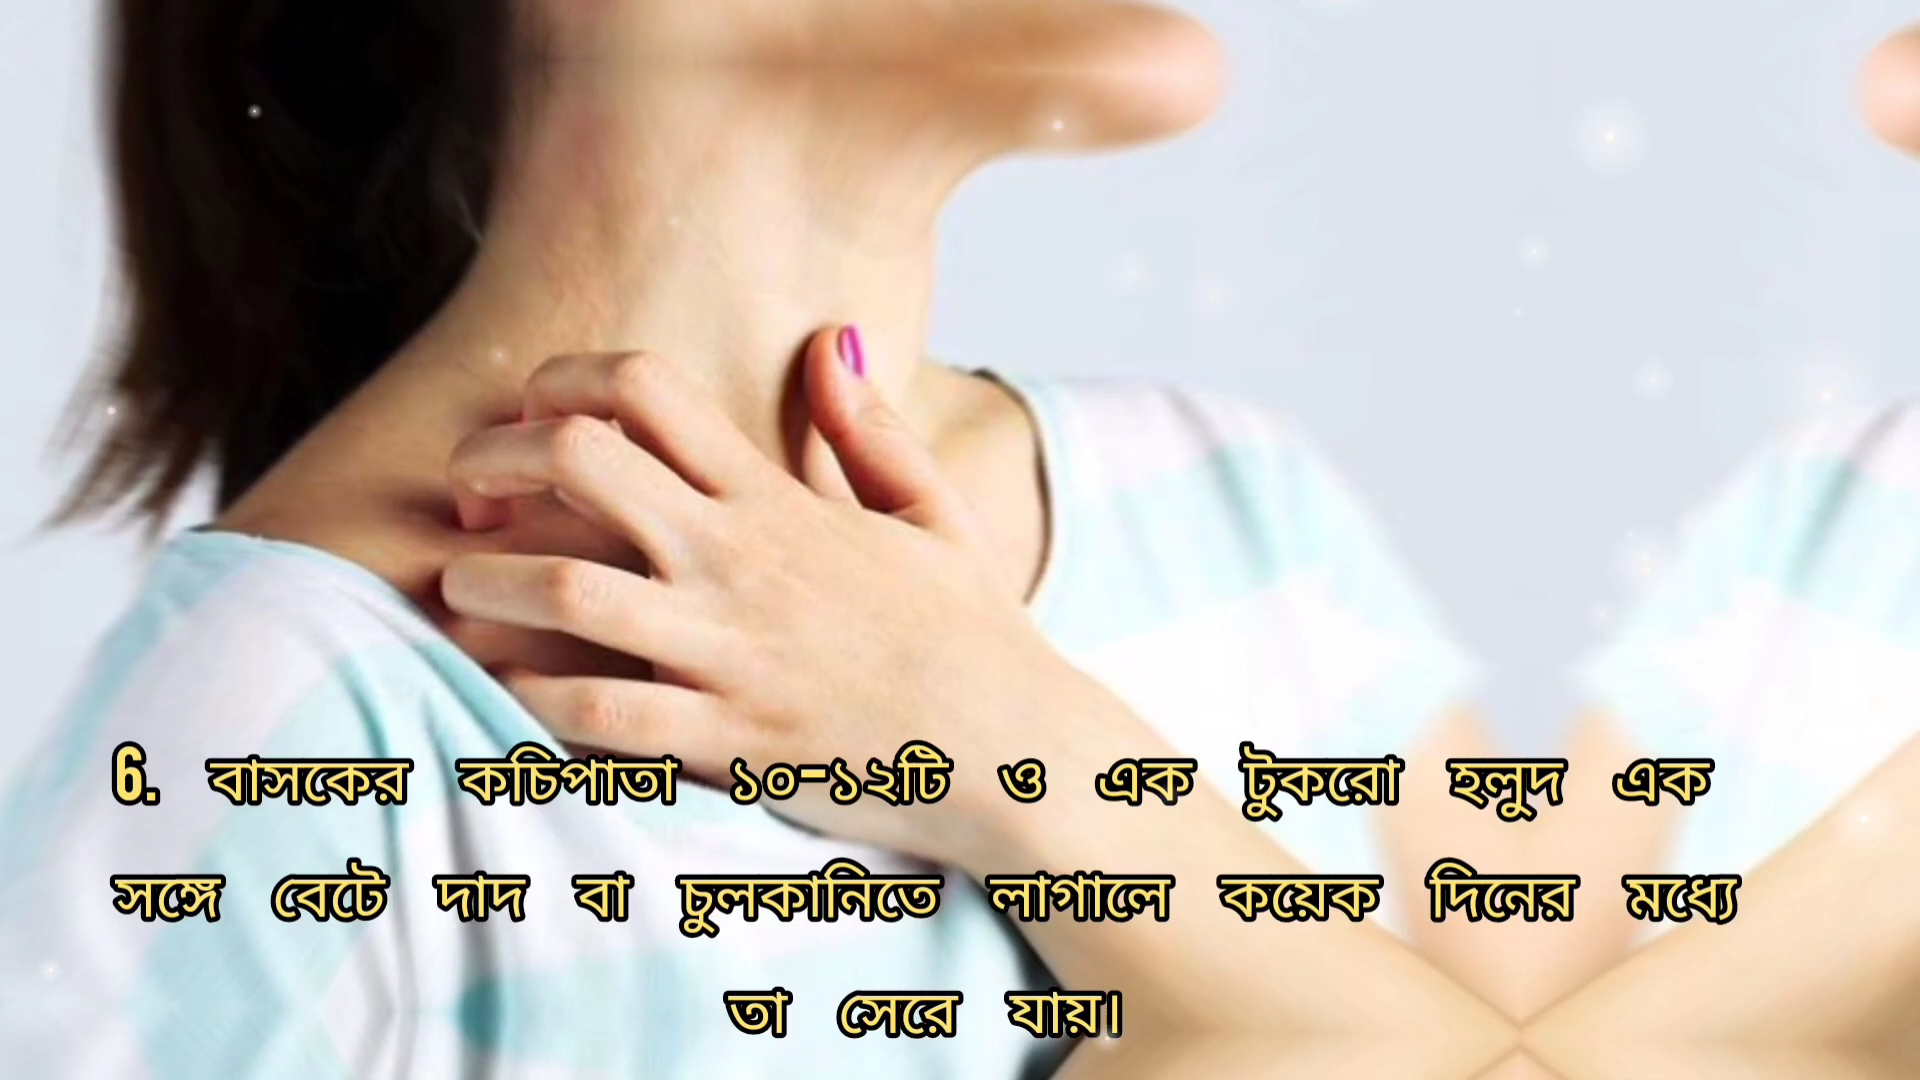 6. বাসকের কচিপাতা ১০-১২টি ও এক টুকরো হলুদ এক
সঙ্গে বেটে দাদ বা চুলকানিতে লাগালে কয়েক দিনের মধ্যে
তা সেরে যায়।